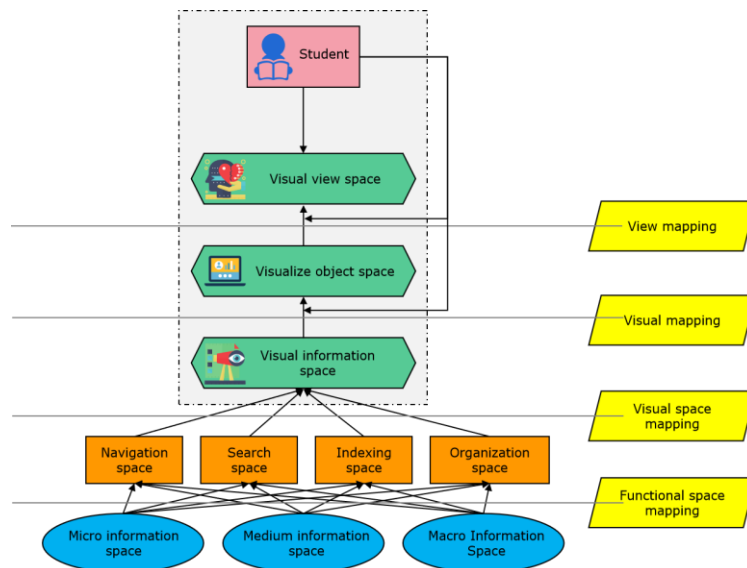 Student
Visual view space
View mapping
Visualize object space
Visual mapping
Visual information
space
Visual space
mapping
Navigation
space
Search
space
Indexing
space
Organization
space
Functional space
mapping
Micro information
space
Medium information
space
Macro Information
Space